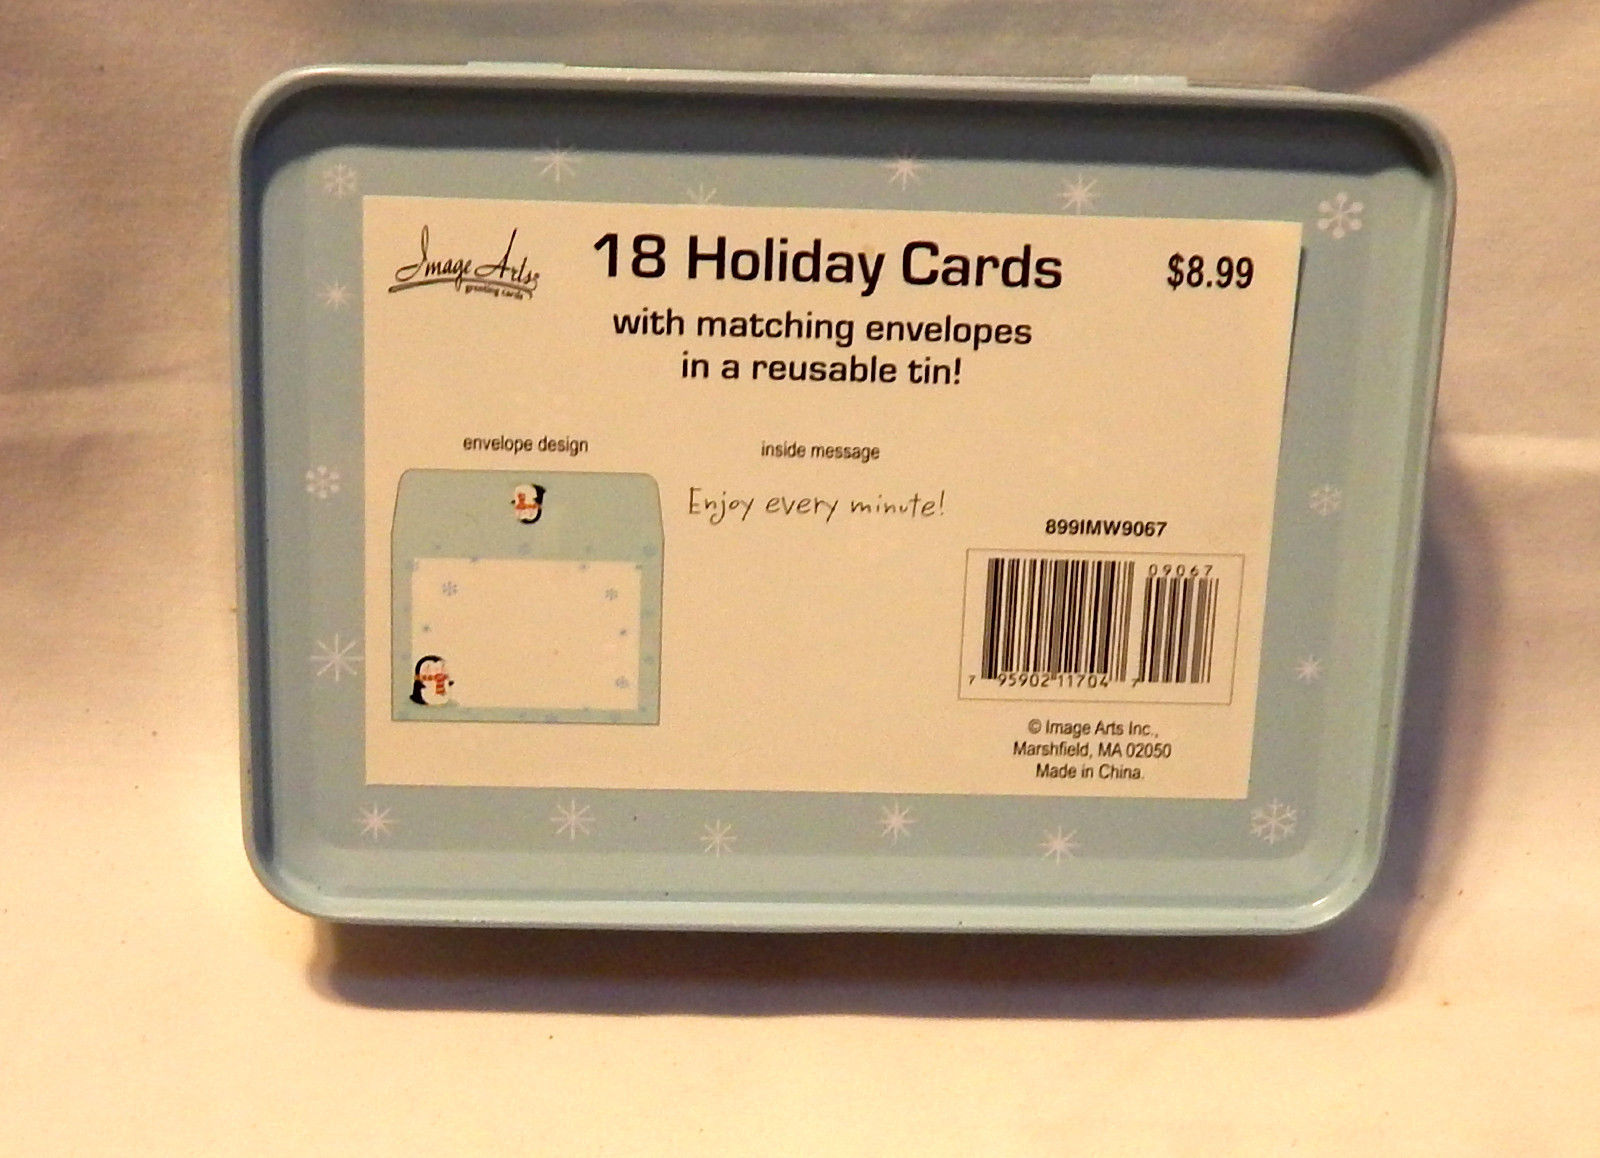 Image Arts
greeting cards
18 Holiday Cards
$8.99
with matching envelopes
in a reusable tin!
envelope design
inside message
Enjoy every minute!
899IMW9067
09067
7 95902 11704 7
© Image Arts Inc.,
Marshfield, MA 02050
Made in China.